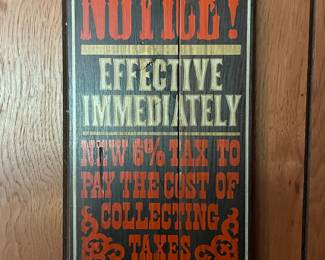 NOTICE!
EFFECTIVE
IMMEDIATELY
NEW 6% TAX TO
PAY THE COST OF
COLLECTING
TAXES